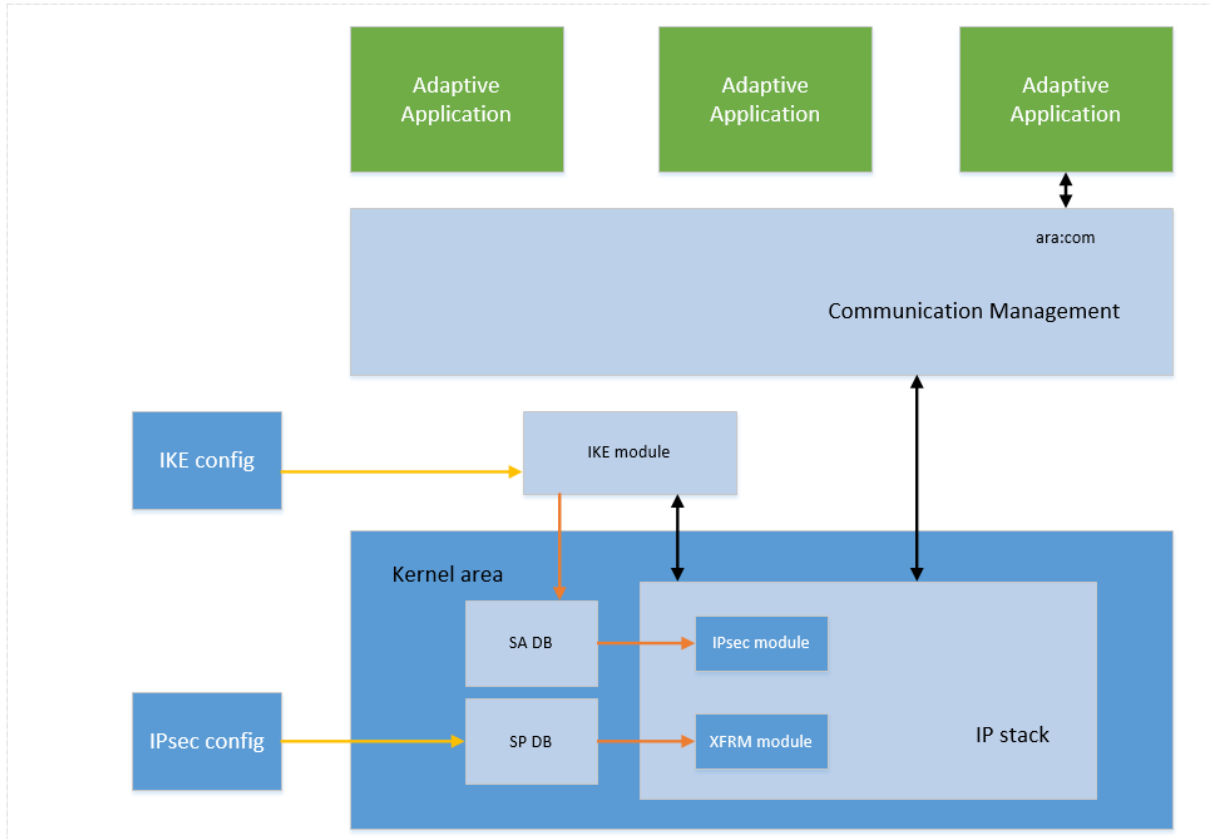 Adaptive
Application
Adaptive
Application
Adaptive
Application
ara:com
Communication Management
IKE config
IKE module
Kernel area
SA DB
IPsec module
IPsec config
SP DB
XFRM module
IP stack